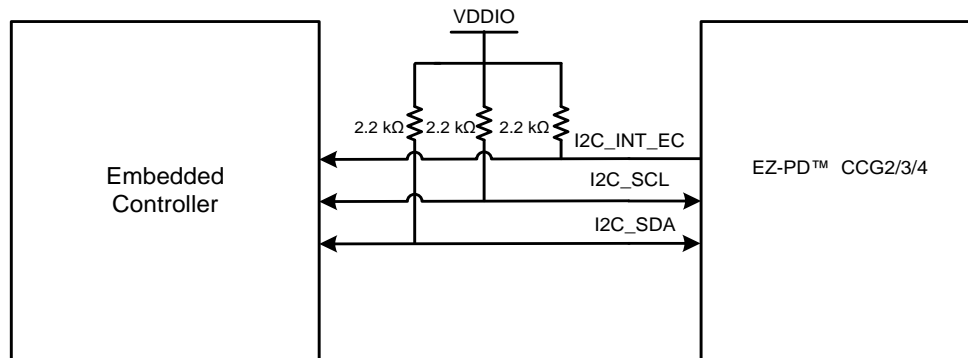 VDDIO
2.2 kΩ
2.2 kΩ
2.2 kΩ
I2C_INT_EC
I2C_SCL
I2C_SDA
Embedded
Controller
EZ-PD™ CCG2/3/4